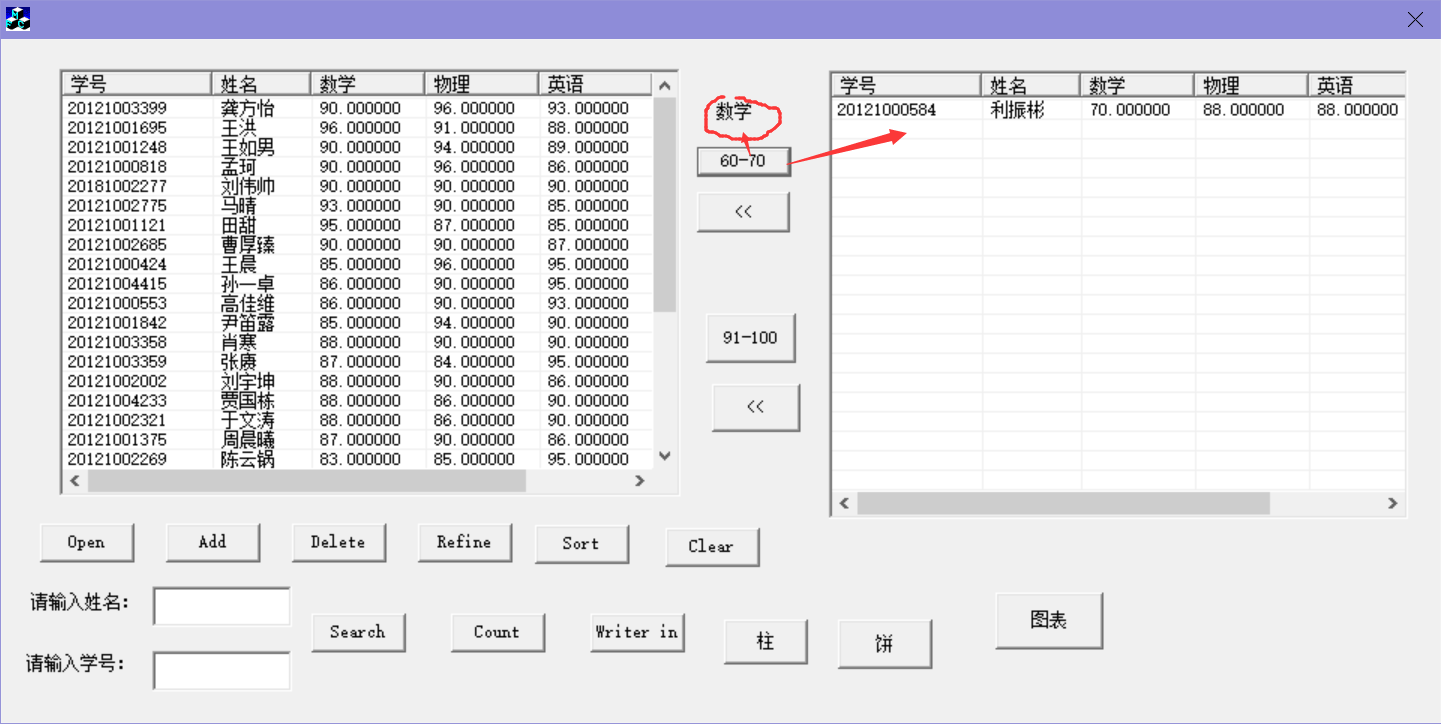 学号 姓名 数学 物理 英语
20121003399 龚方怡 90.000000 96.000000 93.000000
20121001695 王洪 96.000000 91.000000 88.000000
20121001248 王如男 90.000000 94.000000 89.000000
20121000818 孟珂 90.000000 96.000000 86.000000
20181002277 刘伟帅 90.000000 90.000000 90.000000
20121002775 马晴 93.000000 90.000000 85.000000
20121001121 田甜 95.000000 87.000000 85.000000
20121002685 曹厚臻 90.000000 90.000000 87.000000
20121000424 王晨 85.000000 96.000000 95.000000
20121004415 孙一卓 86.000000 90.000000 95.000000
20121000553 高佳维 86.000000 90.000000 93.000000
20121001842 尹笛露 85.000000 94.000000 90.000000
20121003358 肖寒 88.000000 90.000000 90.000000
20121003359 张赓 87.000000 84.000000 95.000000
20121002002 刘宇坤 88.000000 90.000000 86.000000
20121004233 贾国栋 88.000000 86.000000 90.000000
20121002321 于文涛 88.000000 86.000000 90.000000
20121001375 周晨曦 87.000000 90.000000 86.000000
20121002269 陈云锅 83.000000 85.000000 95.000000
数学
60-70
<<
91-100
<<
学号 姓名 数学 物理 英语
20121000584 利振彬 70.000000 88.000000 88.000000
Open Add Delete Refine Sort Clear
请输入姓名：
请输入学号：
Search Count Writer in 柱 饼 图表